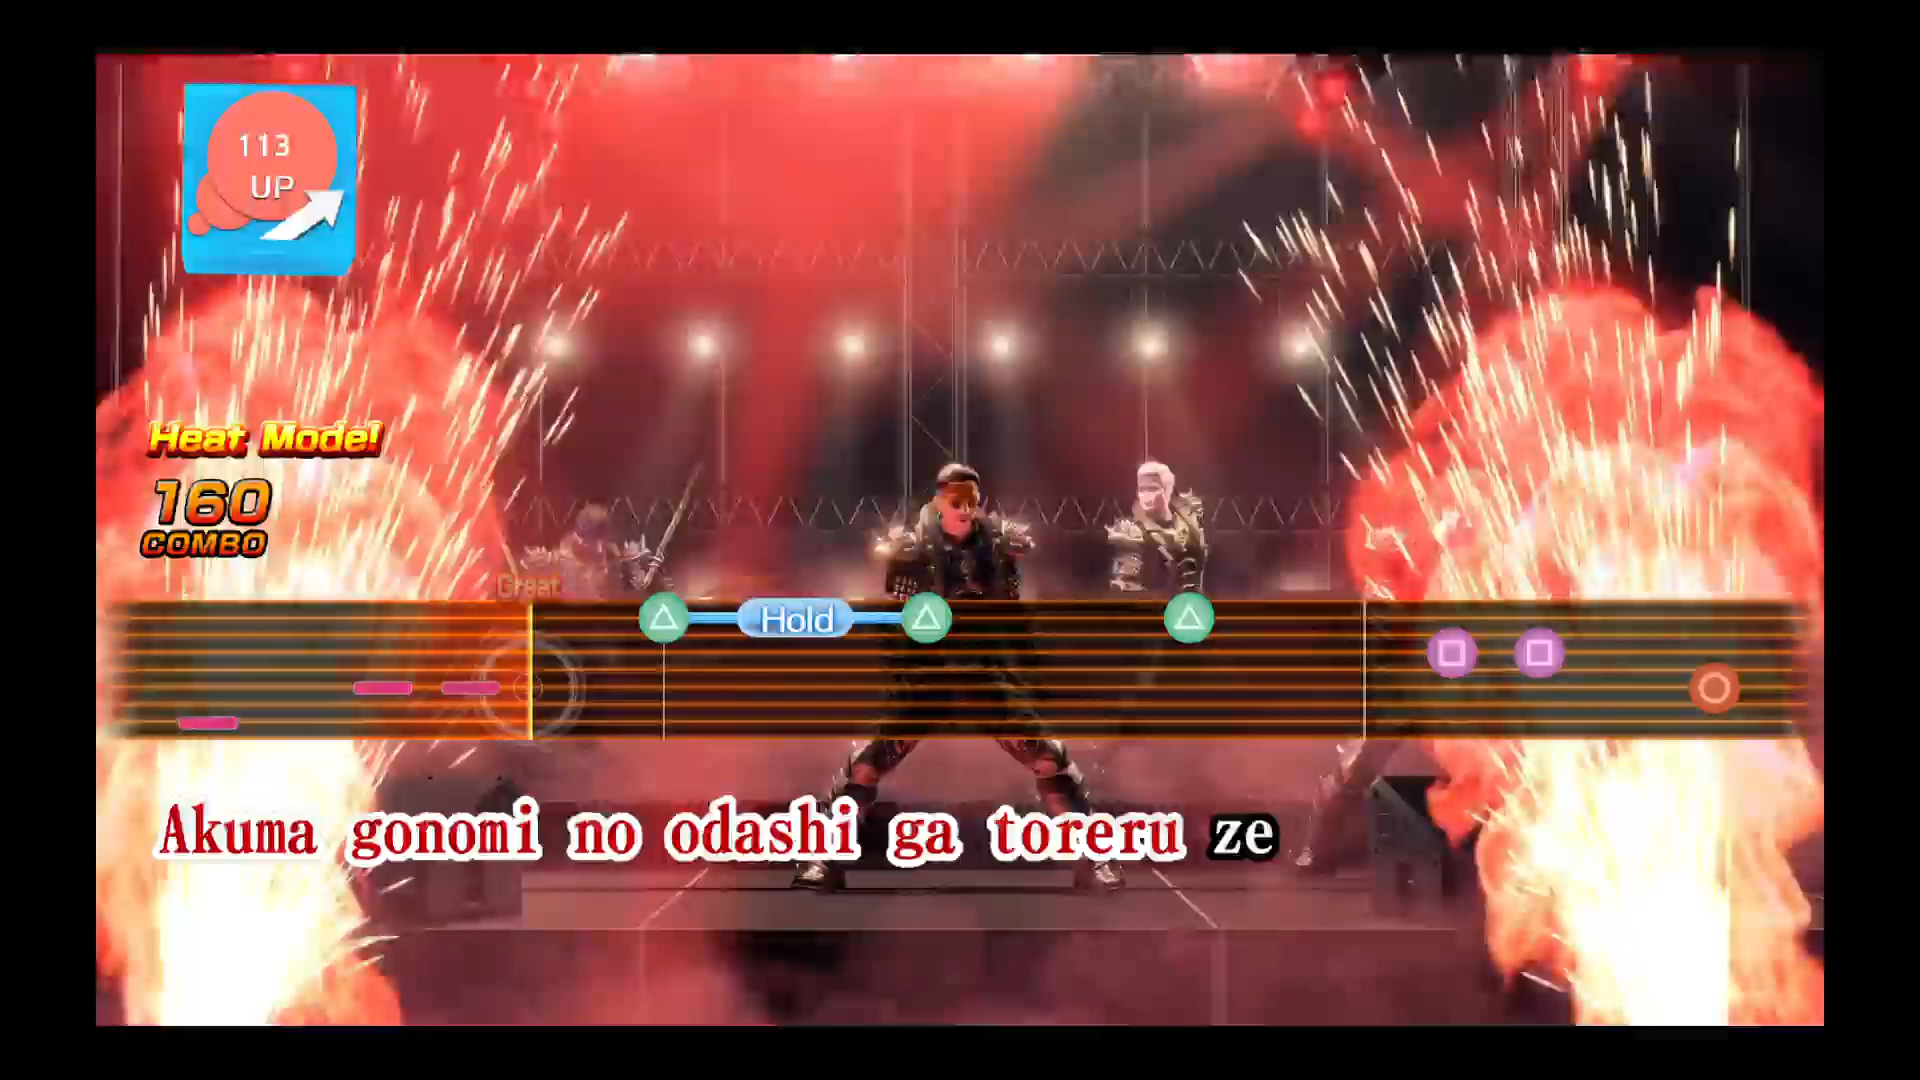 113
UP
Heat Mode!
160
COMBO
Great
Hold
Akuma gonomi no odashi ga toreru ze